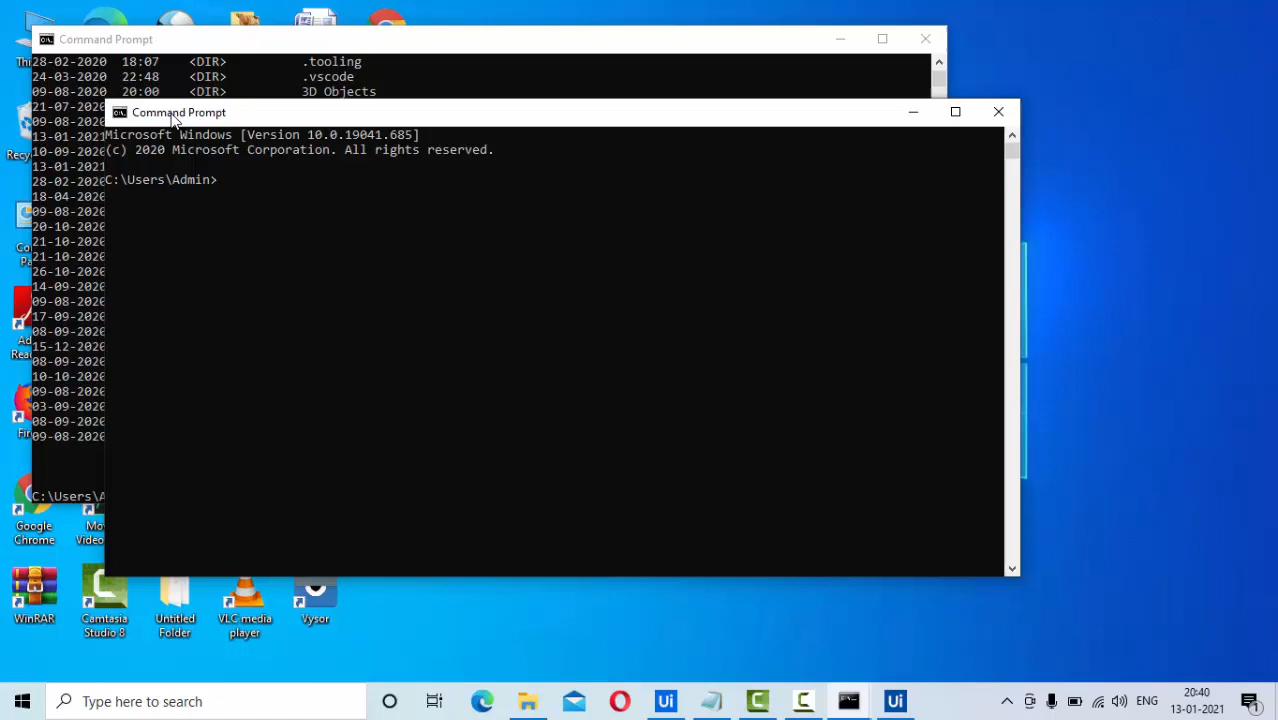 Command Prompt
28-02-2020 18:07 <DIR> .tooling
24-03-2020 22:48 <DIR> .vscode
09-08-2020 20:00 <DIR> 3D Objects
21-07-2020
09-08-2020
13-01-2021
10-09-2020
13-01-2021
28-02-2020
18-04-2020
09-08-2020
20-10-2020
21-10-2020
21-10-2020
26-10-2020
14-09-2020
09-08-2020
17-09-2020
08-09-2020
15-12-2020
08-09-2020
10-10-2020
09-08-2020
03-09-2020
08-09-2020
09-08-2020
C:\Users\A
Command Prompt
Microsoft Windows [Version 10.0.19041.685]
(c) 2020 Microsoft Corporation. All rights reserved.
C:\Users\Admin>
Google
Chrome
WinRAR
Camtasia
Studio 8
Untitled
Folder
VLC media
player
Vysor
Type here to search
Ui
Ui
ENG
20:40
13-01-2021